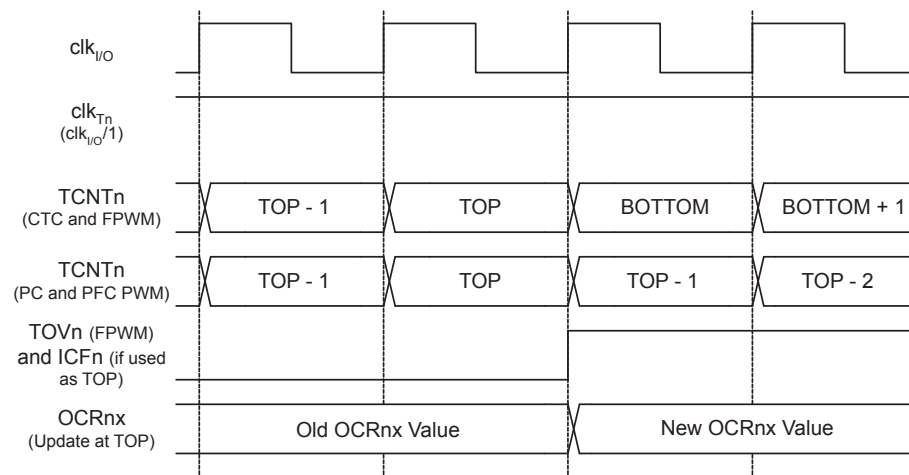 clkI/O
clkTn
(clkI/O/1)
TCNTn
(CTC and FPWM)
TOP - 1 TOP BOTTOM BOTTOM + 1
TCNTn
(PC and PFC PWM)
TOP - 1 TOP TOP - 1 TOP - 2
TOVn (FPWM)
and ICFn (if used
as TOP)
OCRnx
(Update at TOP)
Old OCRnx Value New OCRnx Value